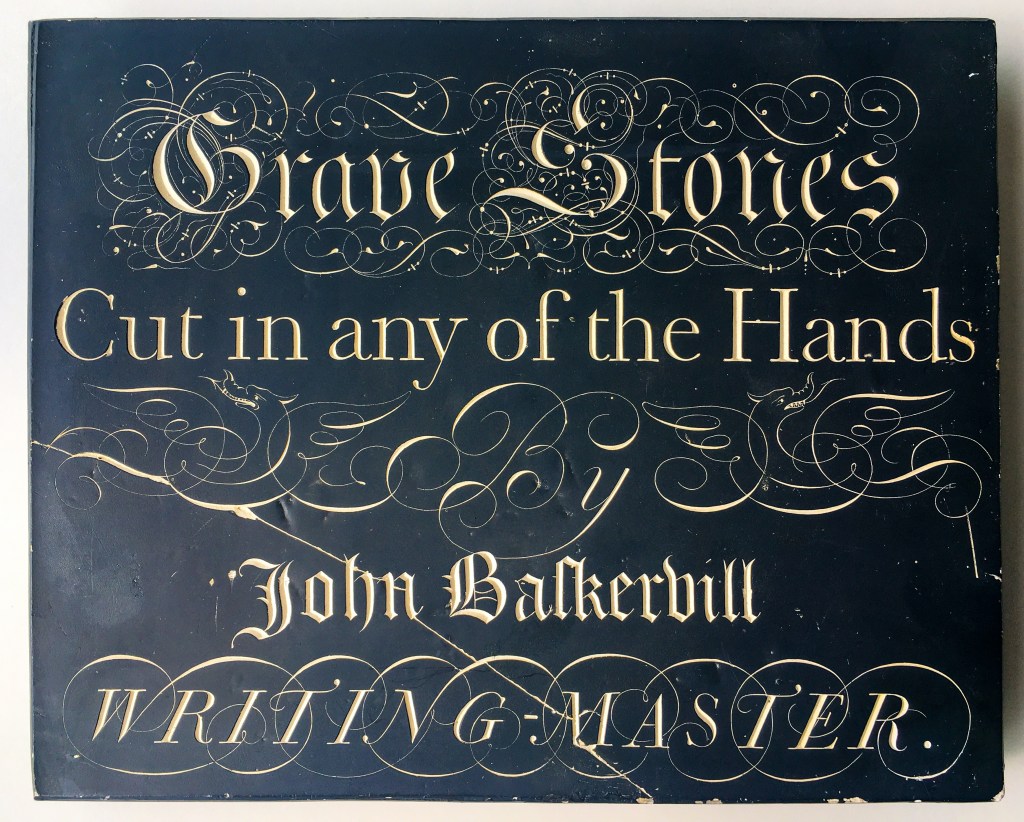 Grave Stones
Cut in any of the Hands
By
John Baſkervill
WRITING-MASTER.